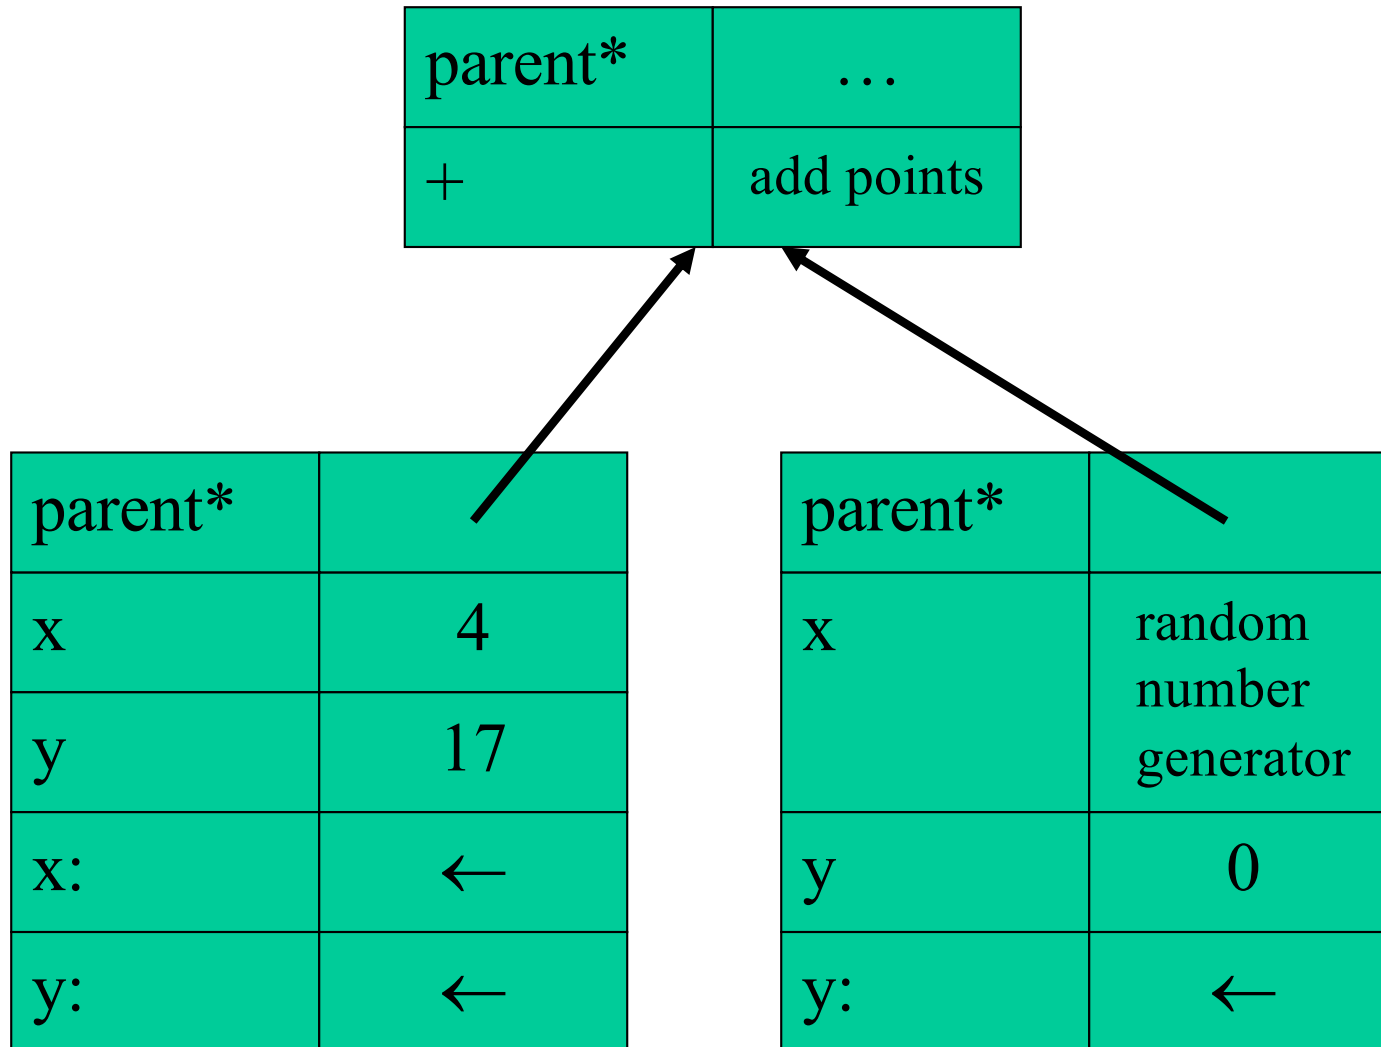 parent* …
+ add points
parent*
x 4
y 17
x: ←
y: ←
parent*
x random
number
generator
y 0
y: ←